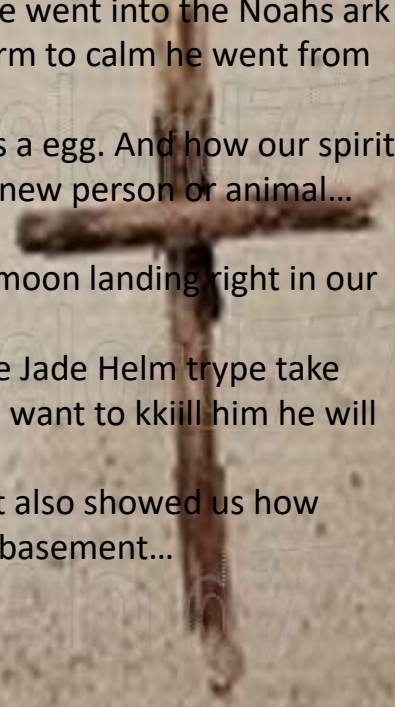 e went into the Noahs ark
rm to calm he went from
s a egg. And how our spirit
new person or animal...
moon landing right in our
e Jade Helm trype take
want to kkiill him he will
t also showed us how
basement...